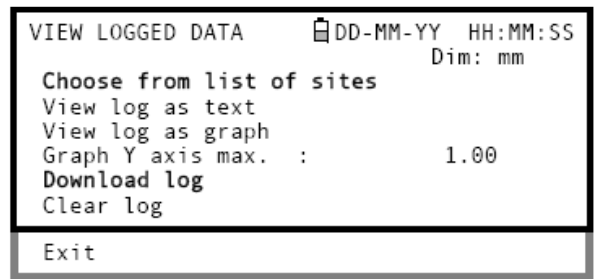 VIEW LOGGED DATA DD-MM-YY HH:MM:SS
Dim: mm
Choose from list of sites
View log as text
View log as graph
Graph Y axis max. : 1.00
Download log
Clear log
Exit